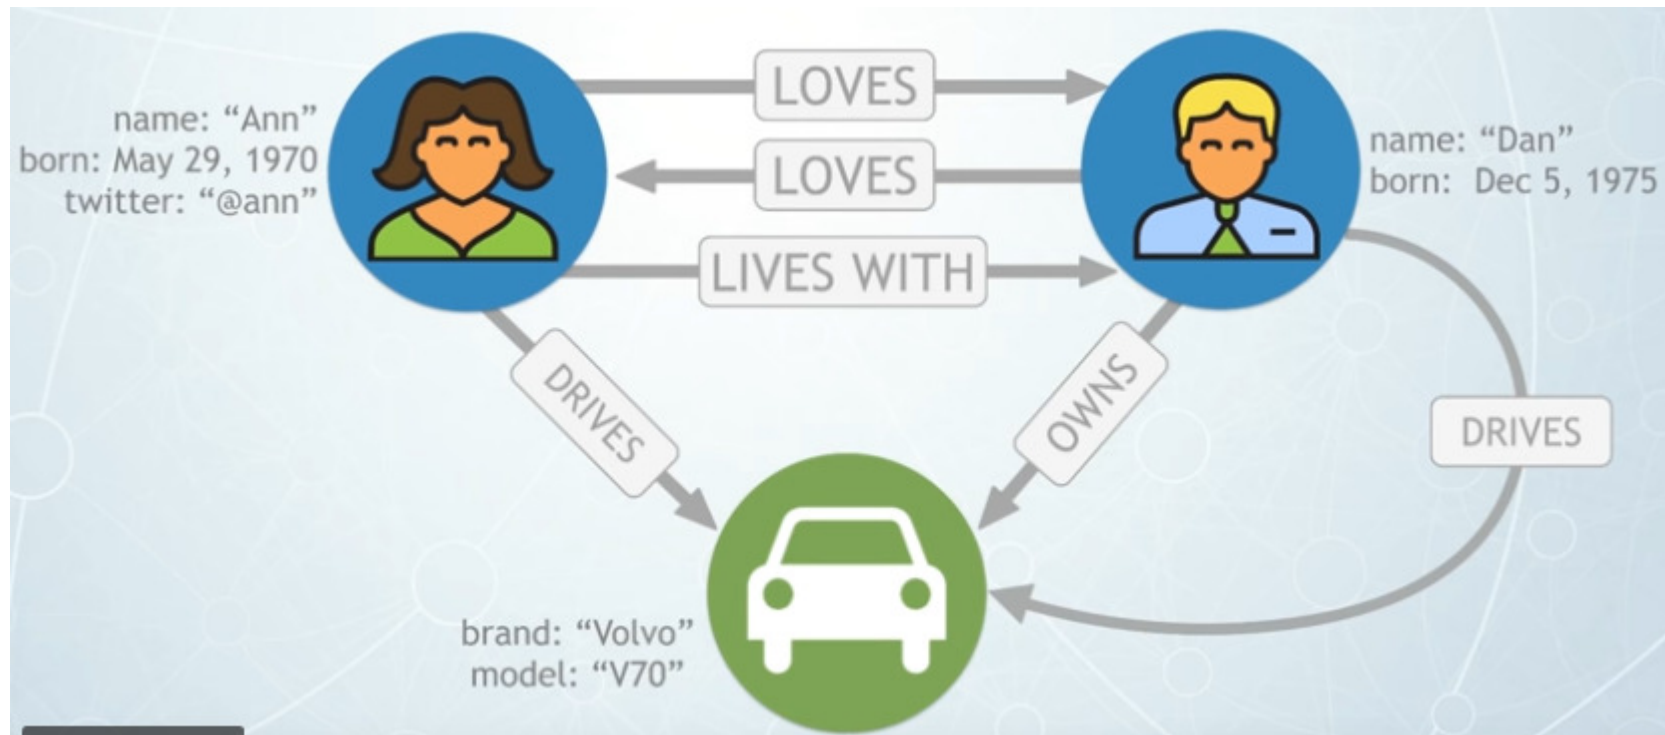 name: “Ann”
born: May 29, 1970
twitter: “@ann”
LOVES
LOVES
LIVES WITH
name: “Dan”
born: Dec 5, 1975
DRIVES
OWNS
DRIVES
brand: “Volvo”
model: “V70”